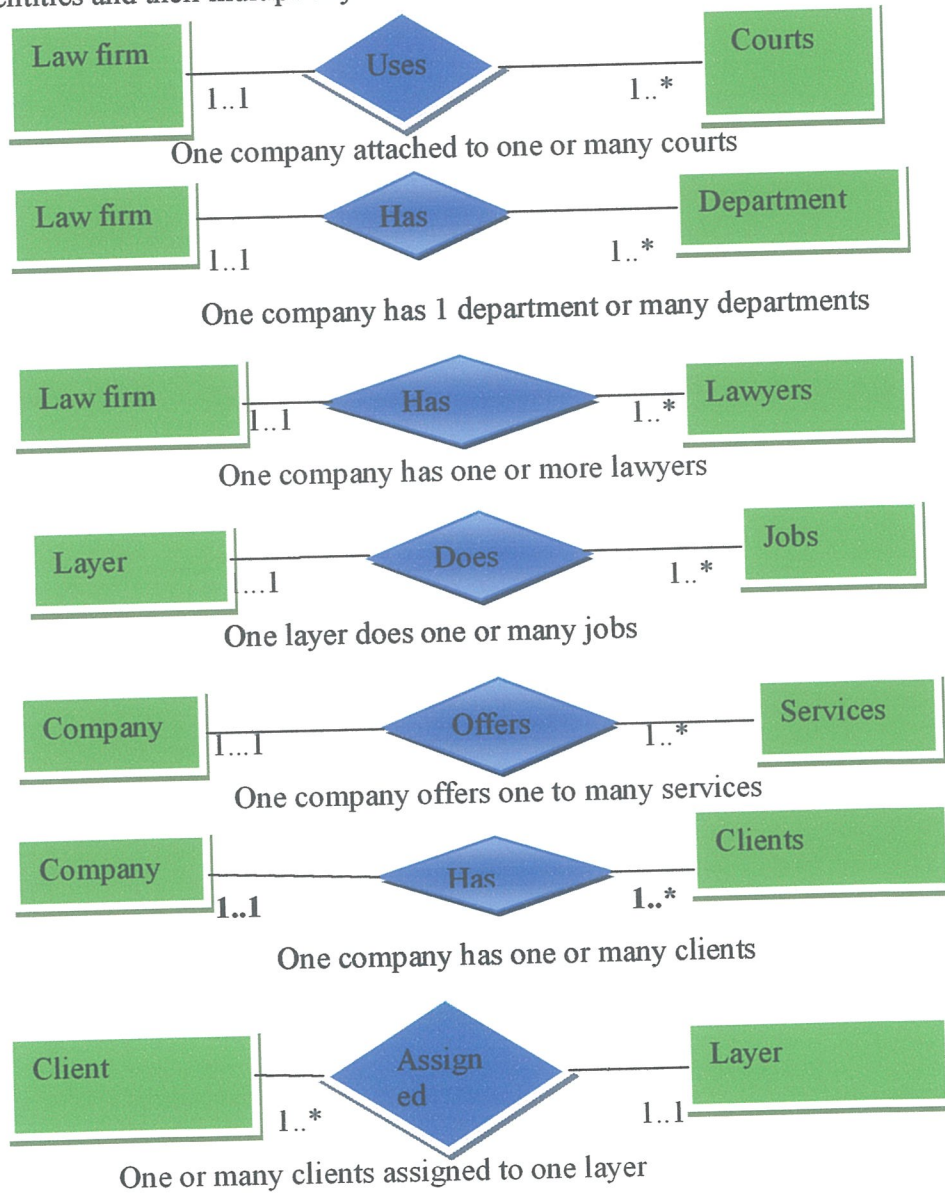 Law firm Uses Courts
1..1 1..*
One company attached to one or many courts
Law firm Has Department
1..1 1..*
One company has 1 department or many departments
Law firm Has Lawyers
1..1 1..*
One company has one or more lawyers
Layer Does Jobs
1...1 1..*
One layer does one or many jobs
Company Offers Services
1...1 1..*
One company offers one to many services
Company Has Clients
1..1 1..*
One company has one or many clients
Client Assign Layer
ed
1..* 1..1
One or many clients assigned to one layer